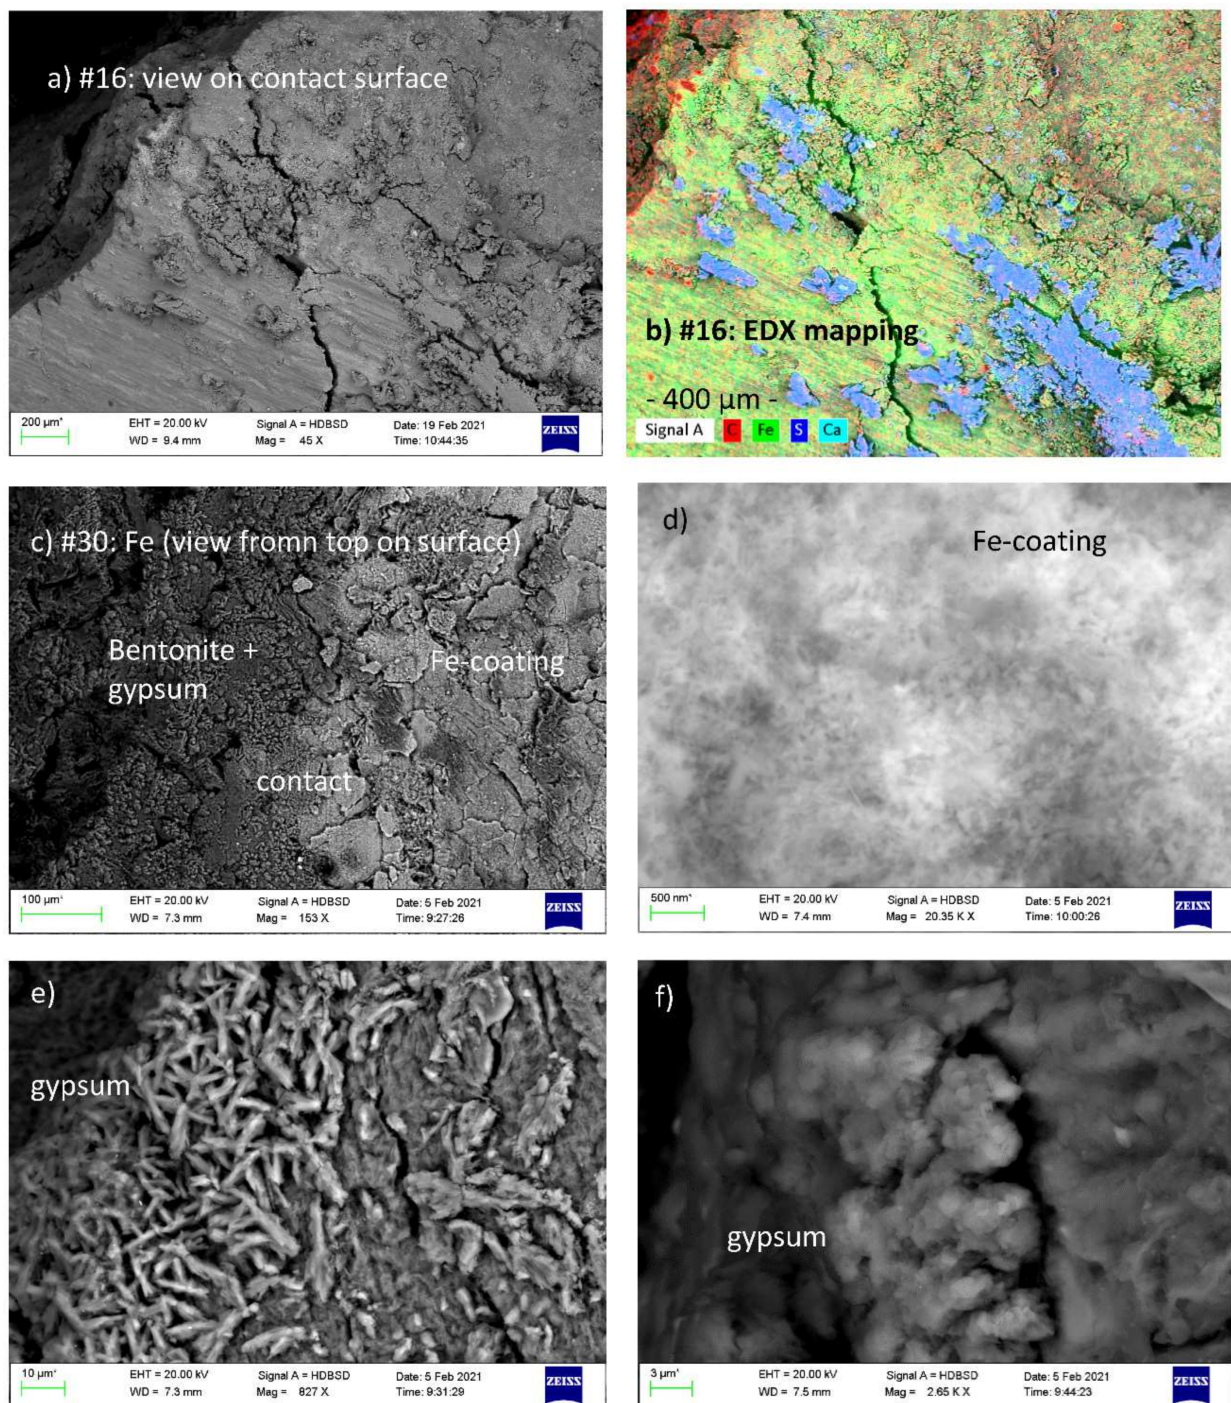 a) #16: view on contact surface
200 µm*
EHT = 20.00 kV
Signal A = HDBSD
Date: 19 Feb 2021
WD = 9.4 mm
Mag = 45 X
Time: 10:44:35
ZEISS
b) #16: EDX mapping
- 400 µm -
Signal A C Fe S Ca
c) #30: Fe (view fromn top on surface)
Bentonite +
gypsum
Fe-coating
contact
100 µm*
EHT = 20.00 kV
Signal A = HDBSD
Date: 5 Feb 2021
WD = 7.3 mm
Mag = 153 X
Time: 9:27:26
ZEISS
d)
Fe-coating
500 nm*
EHT = 20.00 kV
Signal A = HDBSD
Date: 5 Feb 2021
WD = 7.4 mm
Mag = 20.35 K X
Time: 10:00:26
ZEISS
e)
gypsum
10 µm*
EHT = 20.00 kV
Signal A = HDBSD
Date: 5 Feb 2021
WD = 7.3 mm
Mag = 827 X
Time: 9:31:29
ZEISS
f)
gypsum
3 µm*
EHT = 20.00 kV
Signal A = HDBSD
Date: 5 Feb 2021
WD = 7.5 mm
Mag = 2.65 K X
Time: 9:44:23
ZEISS